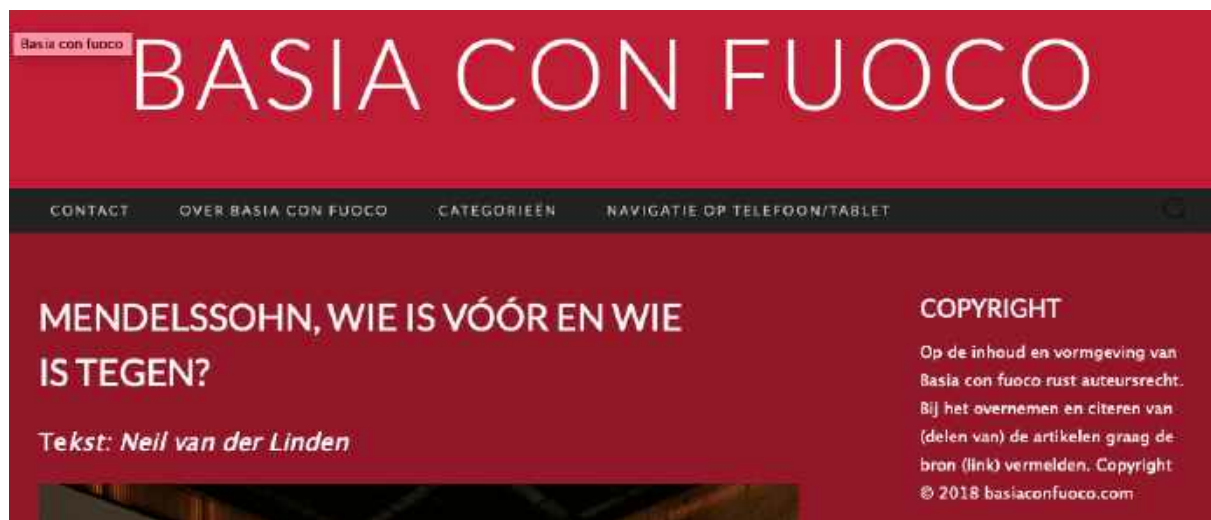 Basia con fuoco
BASIA CON FUOCO
CONTACT
OVER BASIA CON FUOCO
CATEGORIEËN
NAVIGATIE OP TELEFOON/TABLET
MENDELSSOHN, WIE IS VÓÓR EN WIE
IS TEGEN?
Tekst: Neil van der Linden
COPYRIGHT
Op de inhoud en vormgeving van
Basia con fuoco rust auteursrecht.
Bij het overnemen en citeren van
(delen van) de artikelen graag de
bron (link) vermelden. Copyright
© 2018 basiaconfuoco.com